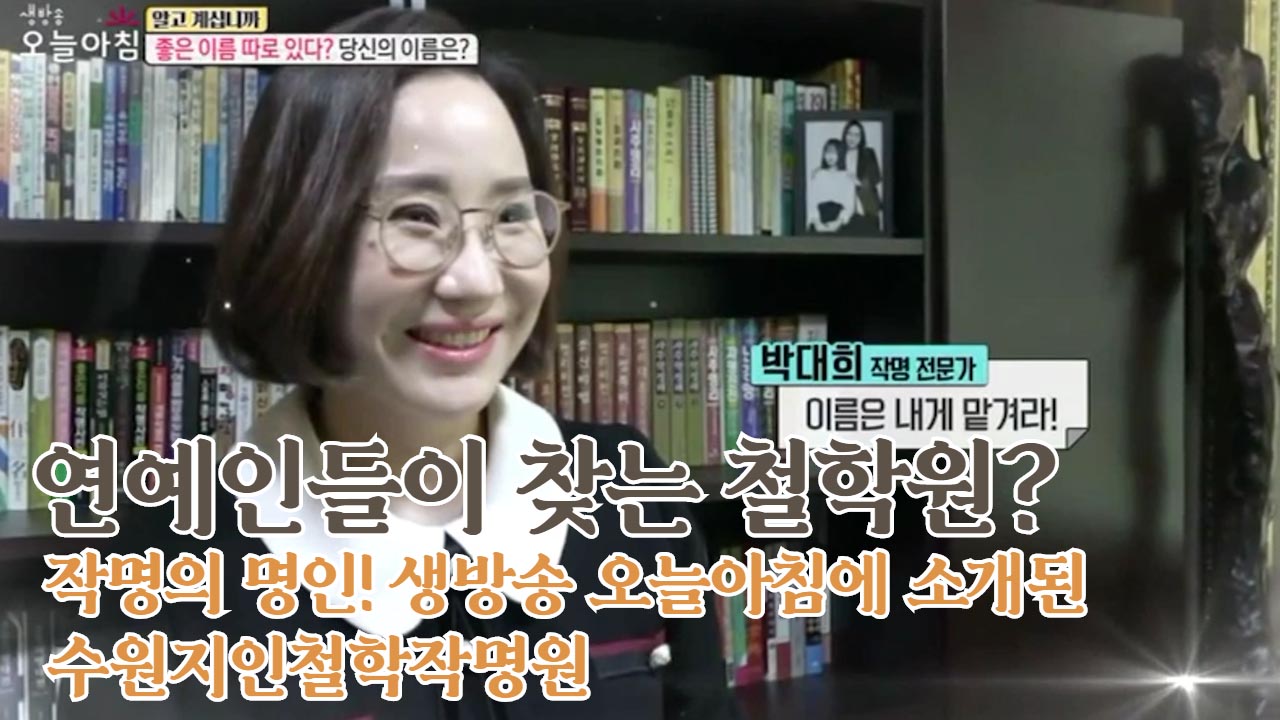 생방송
오늘아침
알고 계십니까
좋은 이름 따로 있다? 당신의 이름은?
박대희 작명 전문가
이름은 내게 맡겨라!
연예인들이 찾는 철학원?
작명의 명인! 생방송 오늘아침에 소개된
수원지인철학작명원